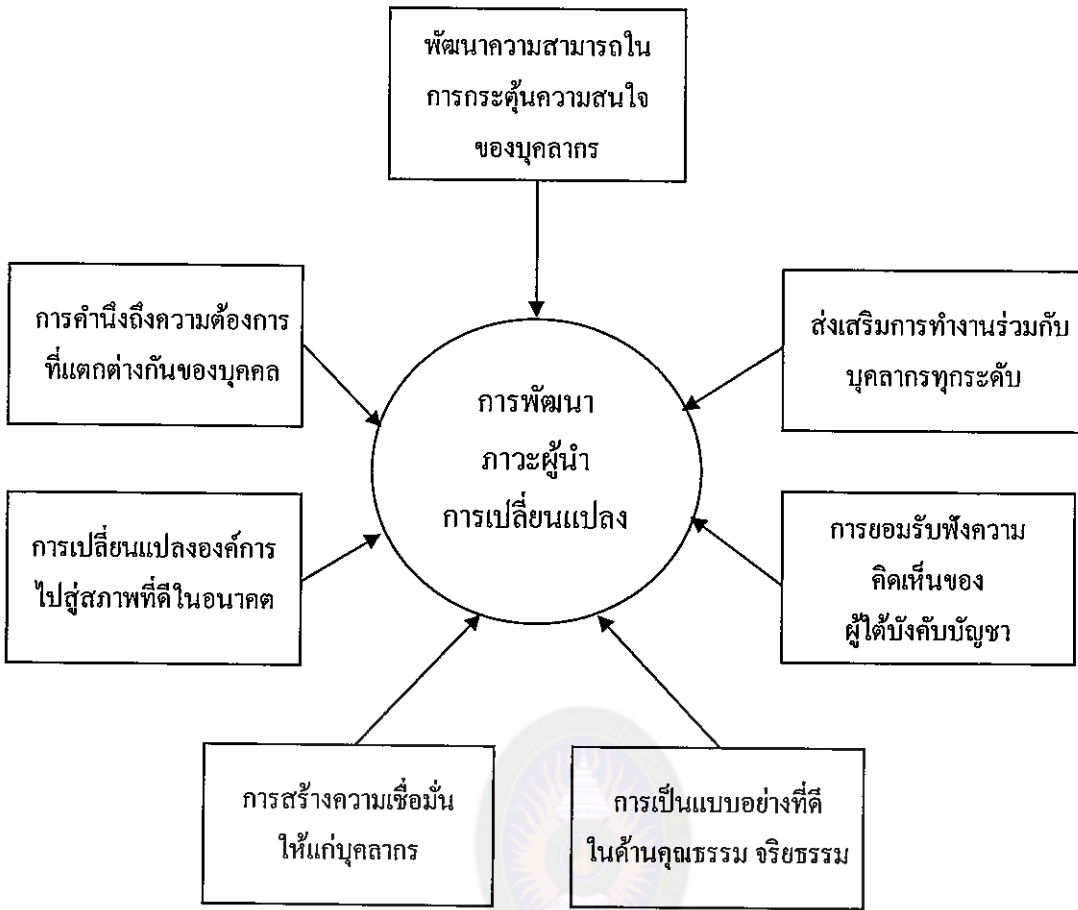 พัฒนาความสามารถใน
การกระตุ้นความสนใจ
ของบุคลากร
การคำนึงถึงความต้องการ
ที่แตกต่างกันของบุคคล
ส่งเสริมการทำงานร่วมกับ
บุคลากรทุกระดับ
การพัฒนา
ภาวะผู้นำ
การเปลี่ยนแปลง
การเปลี่ยนแปลงองค์การ
ไปสู่สภาพที่ดีในอนาคต
การยอมรับฟังความ
คิดเห็นของ
ผู้ใต้บังคับบัญชา
การสร้างความเชื่อมั่น
ให้แก่บุคลากร
การเป็นแบบอย่างที่ดี
ในด้านคุณธรรม จริยธรรม